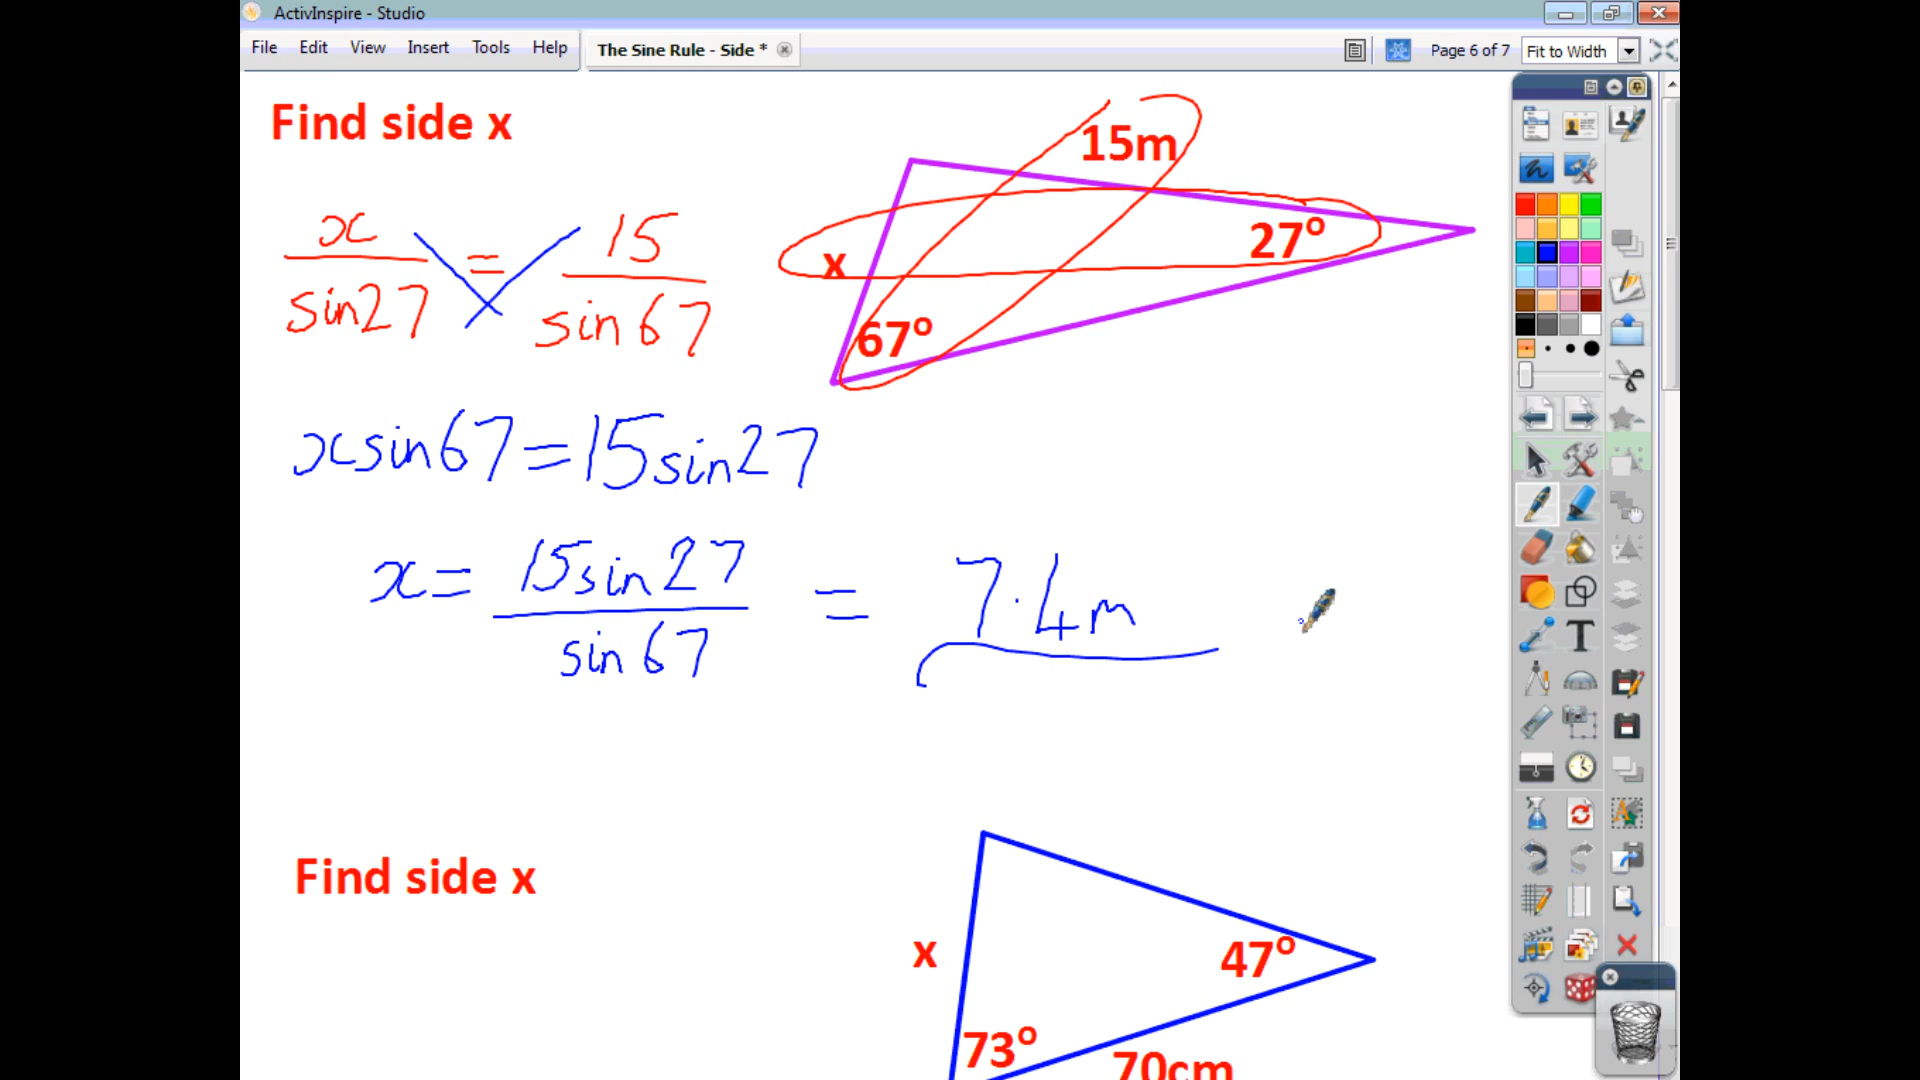 ActivInspire - Studio
File Edit View Insert Tools Help
The Sine Rule - Side *
Page 6 of 7
Fit to Width
Find side x
15m
x
27°
67°
x/sin27 = 15/sin67
xsin67=15sin27
x= 15sin27/sin67 = 7.4m
Find side x
x
47°
73°
70cm